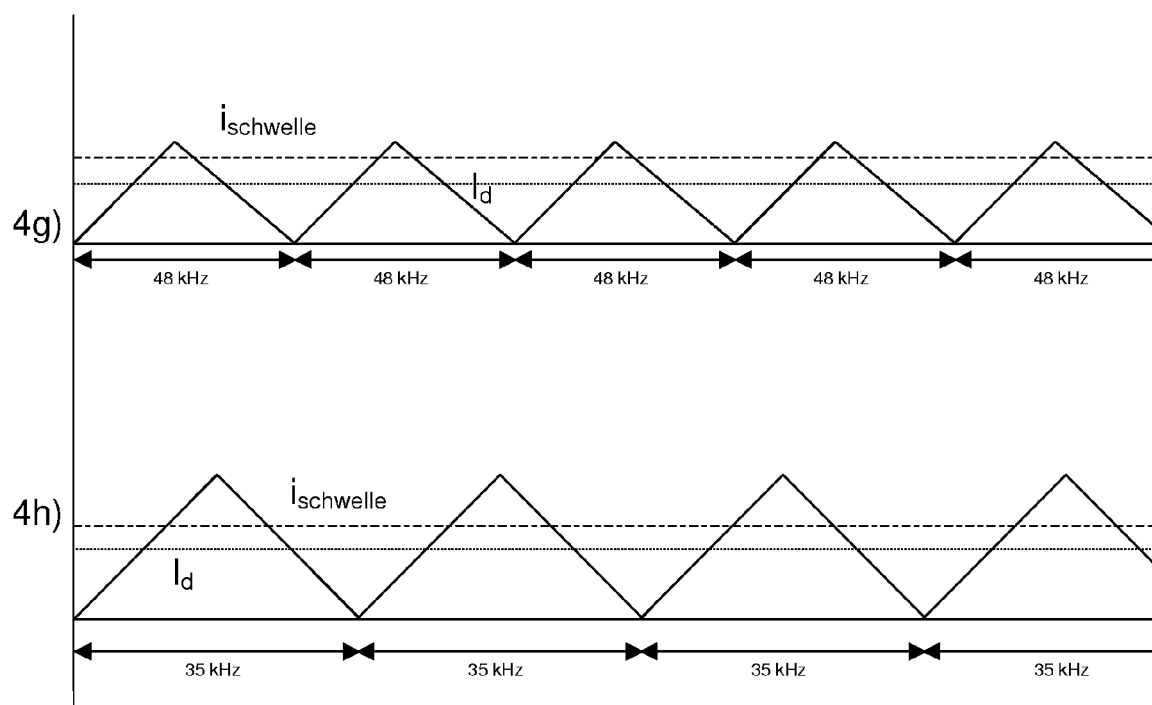 i_schwelle
I_d
4g)
48 kHz 48 kHz 48 kHz 48 kHz 48 kHz
i_schwelle
4h)
I_d
35 kHz 35 kHz 35 kHz 35 kHz